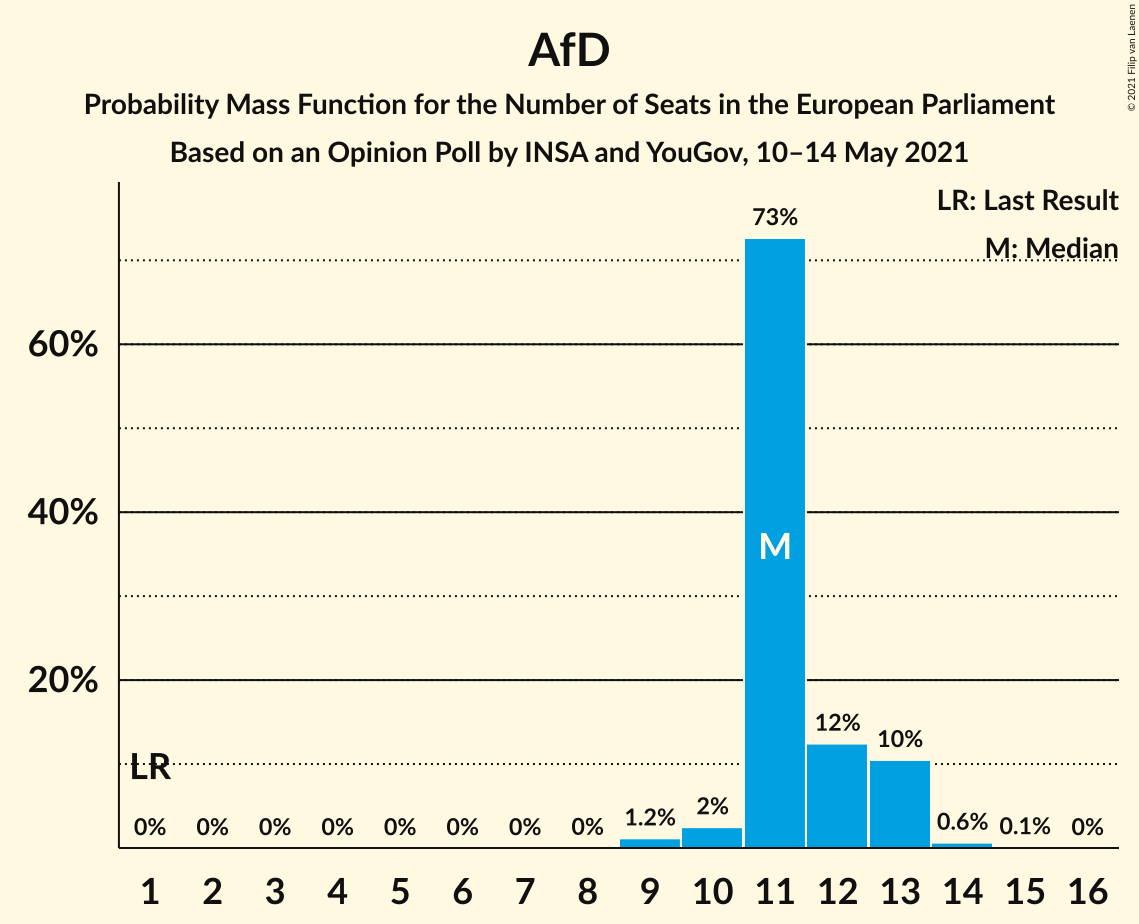 AfD
Probability Mass Function for the Number of Seats in the European Parliament
Based on an Opinion Poll by INSA and YouGov, 10–14 May 2021
© 2021 Filip van Laenen
LR: Last Result
M: Median
73%
60%
40%
M
20%
12%
10%
LR
0% 0% 0% 0% 0% 0% 0% 0% 1.2% 2% 0.6% 0.1% 0%
1 2 3 4 5 6 7 8 9 10 11 12 13 14 15 16